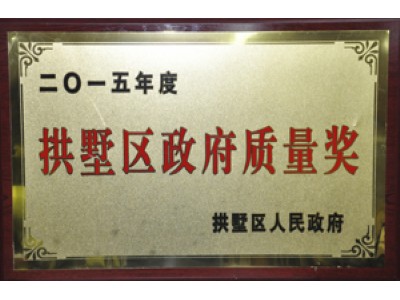 二〇一五年度
拱墅区政府质量奖
拱墅区人民政府